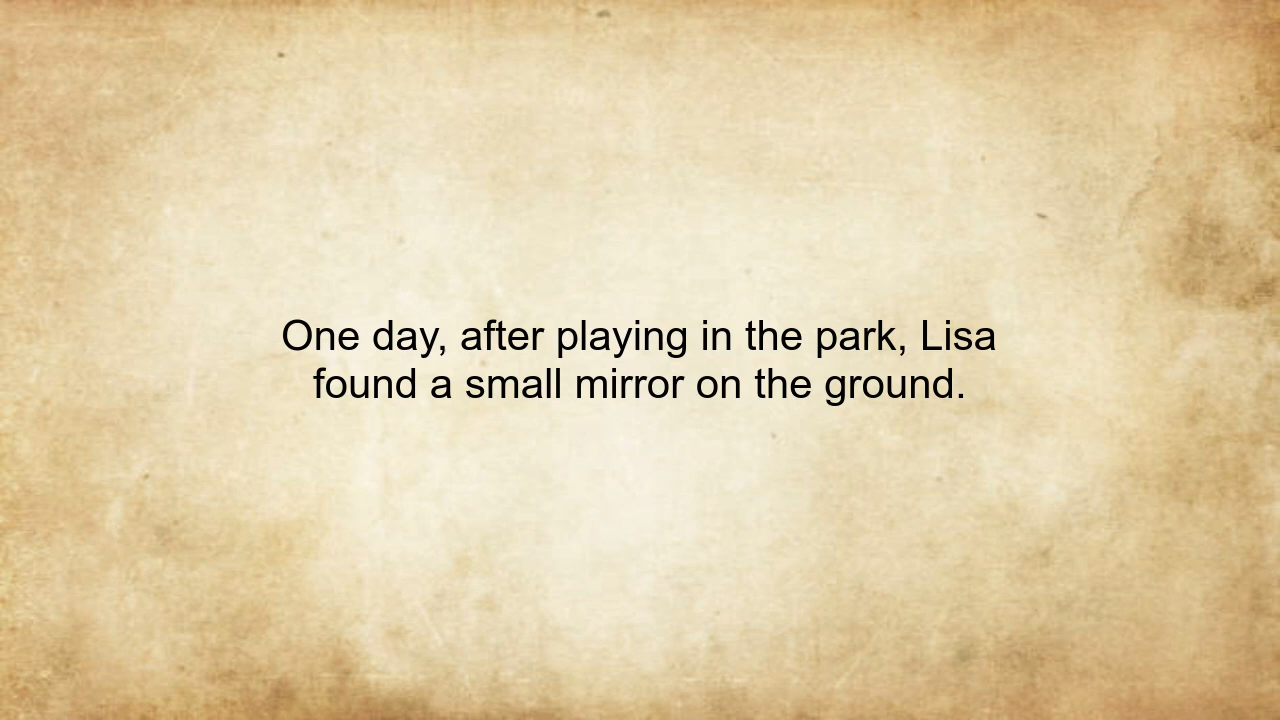 One day, after playing in the park, Lisa
found a small mirror on the ground.